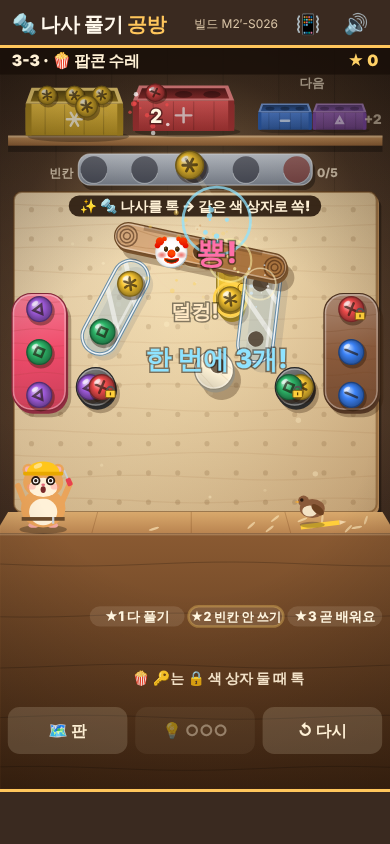 나사 풀기 공방
빌드 M2'-S026
3-3 · 팝콘 수레
★ 0
다음
2
+2
빈칸
0/5
나사를 톡 → 같은 색 상자로 쏙!
뿅!
덜컹!
한 번에 3개!
★1 다 풀기
★2 빈칸 안 쓰기
★3 곧 배워요
는 색 상자 둘 때 톡
판
다시